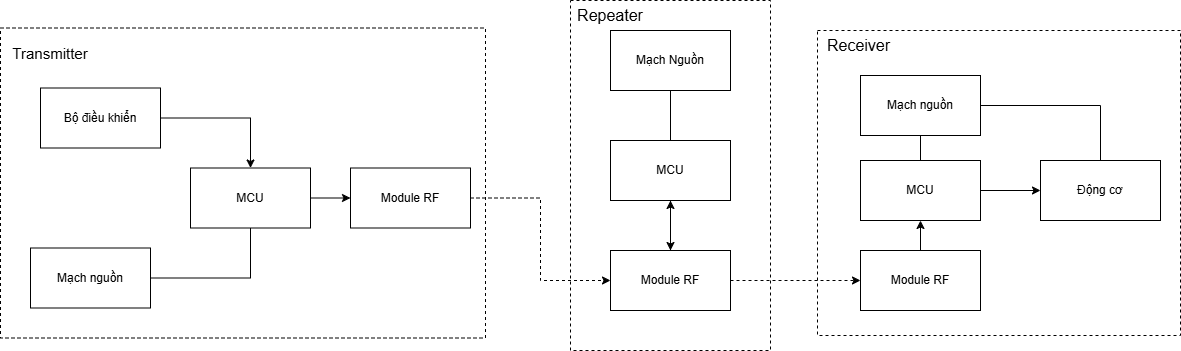 Transmitter
Bộ điều khiển
MCU
Module RF
Mạch nguồn
Repeater
Mạch Nguồn
MCU
Module RF
Receiver
Mạch nguồn
MCU
Động cơ
Module RF